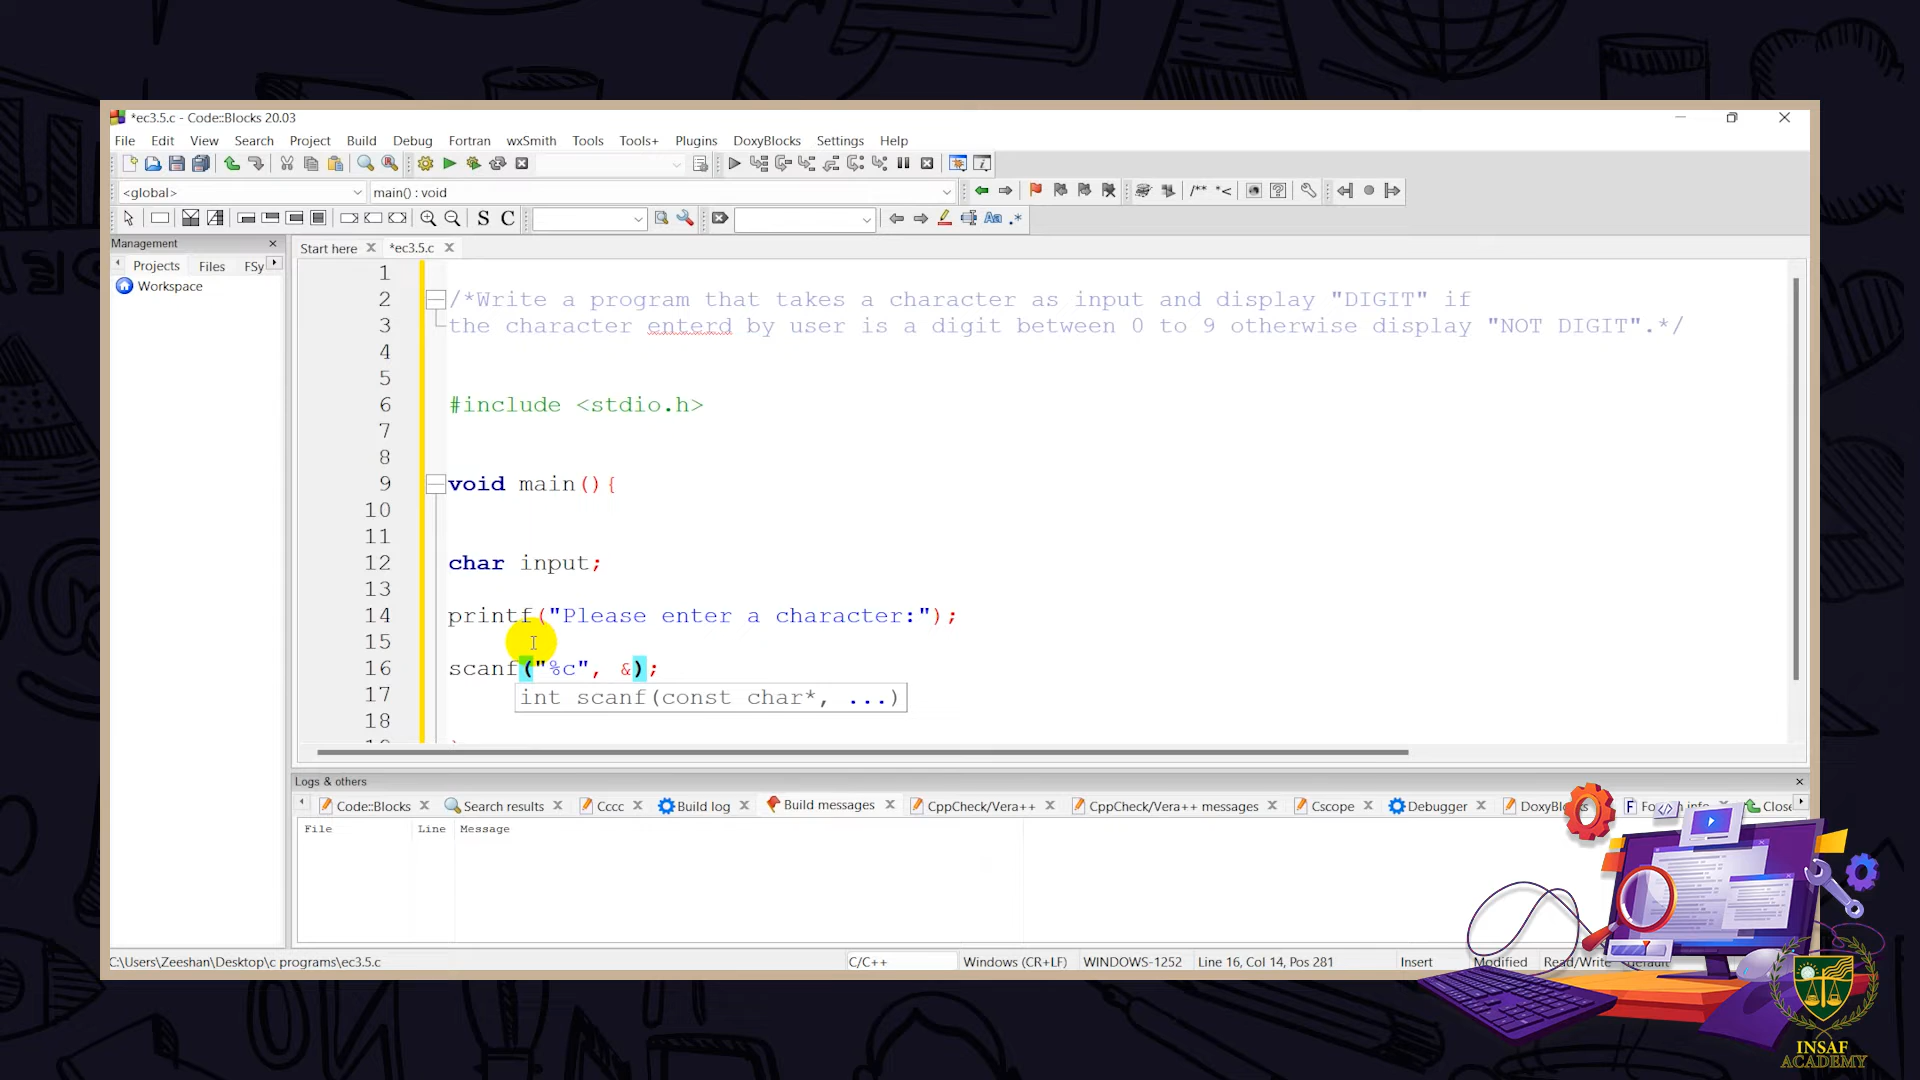 *ec3.5.c - Code::Blocks 20.03
File Edit View Search Project Build Debug Fortran wxSmith Tools Tools+ Plugins DoxyBlocks Settings Help
<global> main() : void
/** *<
S C Aa .*
Management
Projects Files FSy
Workspace
Start here *ec3.5.c
1
2 /*Write a program that takes a character as input and display "DIGIT" if
3 the character enterd by user is a digit between 0 to 9 otherwise display "NOT DIGIT".*/
4
5
6 #include <stdio.h>
7
8
9 void main(){
10
11
12 char input;
13
14 printf("Please enter a character:");
15
16 scanf("%c", &);
17 int scanf(const char*, ...)
18
Logs & others
Code::Blocks Search results Cccc Build log Build messages CppCheck/Vera++ CppCheck/Vera++ messages Cscope Debugger Close
File Line Message
C:\Users\Zeeshan\Desktop\c programs\ec3.5.c C/C++ Windows (CR+LF) WINDOWS-1252 Line 16, Col 14, Pos 281 Insert Modified Read/Write default
INSAF
ACADEMY